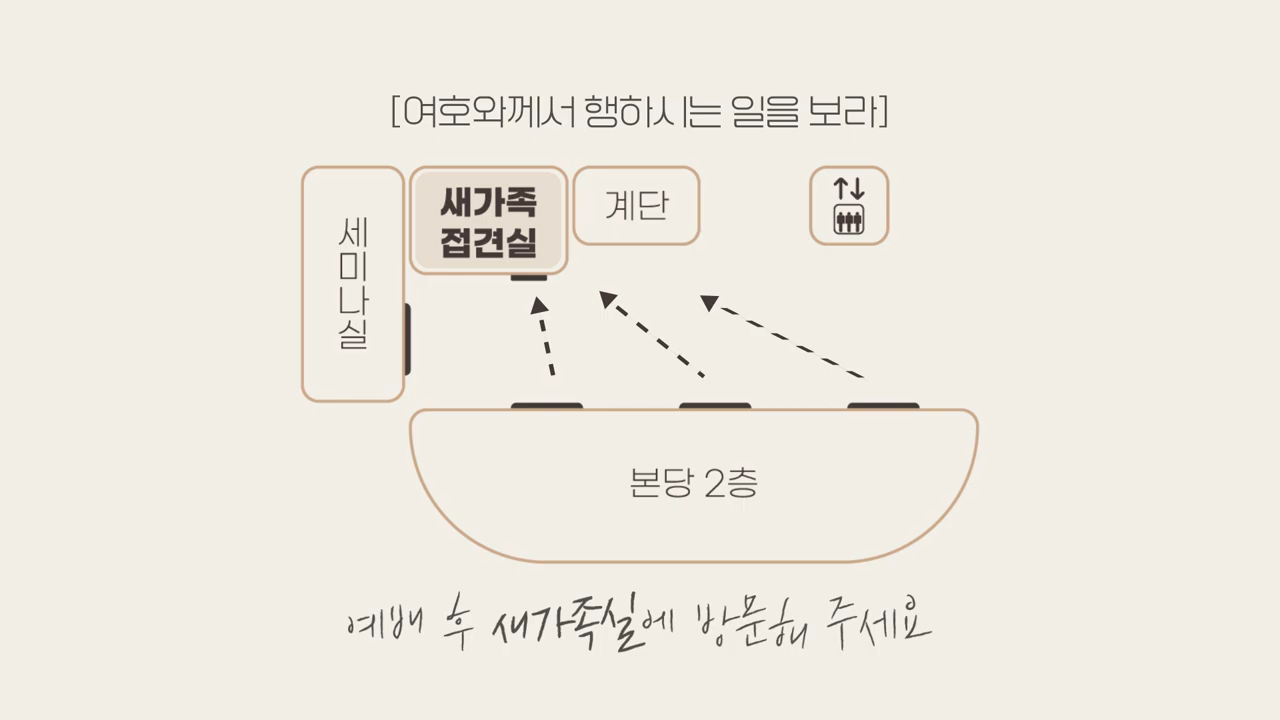 [여호와께서 행하시는 일을 보라]
세미나실
새가족
접견실
계단
본당 2층
예배 후 새가족실에 방문해 주세요